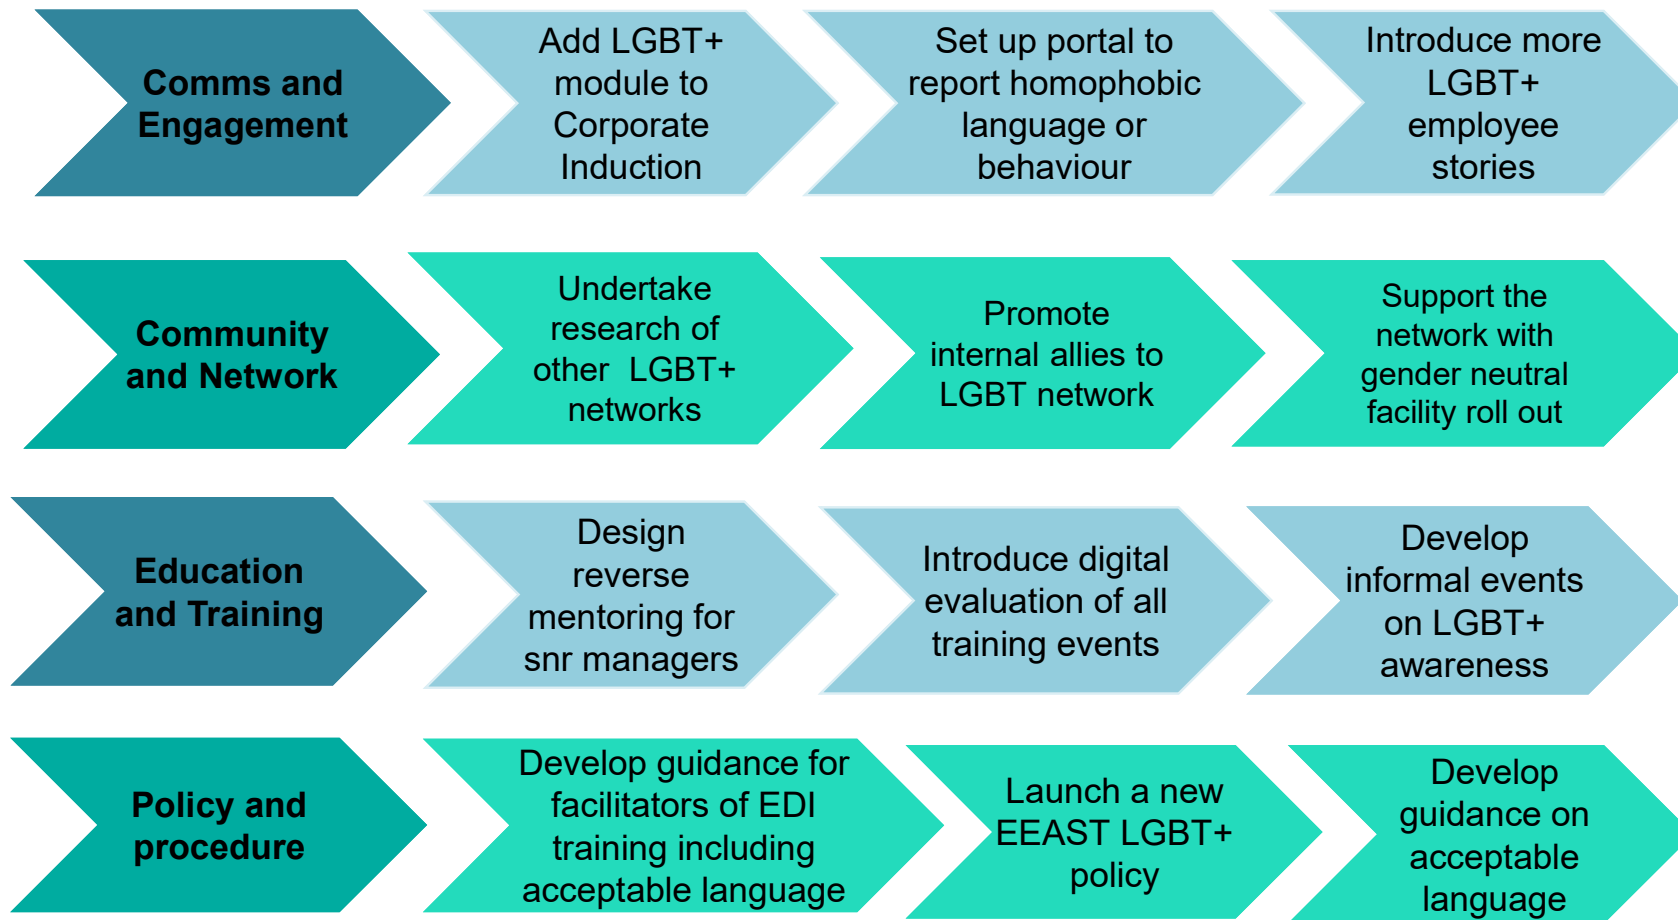 Comms and
Engagement
Add LGBT+
module to
Corporate
Induction
Set up portal to
report homophobic
language or
behaviour
Introduce more
LGBT+
employee
stories
Community
and Network
Undertake
research of
other LGBT+
networks
Promote
internal allies to
LGBT network
Support the
network with
gender neutral
facility roll out
Education
and Training
Design
reverse
mentoring for
snr managers
Introduce digital
evaluation of all
training events
Develop
informal events
on LGBT+
awareness
Policy and
procedure
Develop guidance for
facilitators of EDI
training including
acceptable language
Launch a new
EEAST LGBT+
policy
Develop
guidance on
acceptable
language